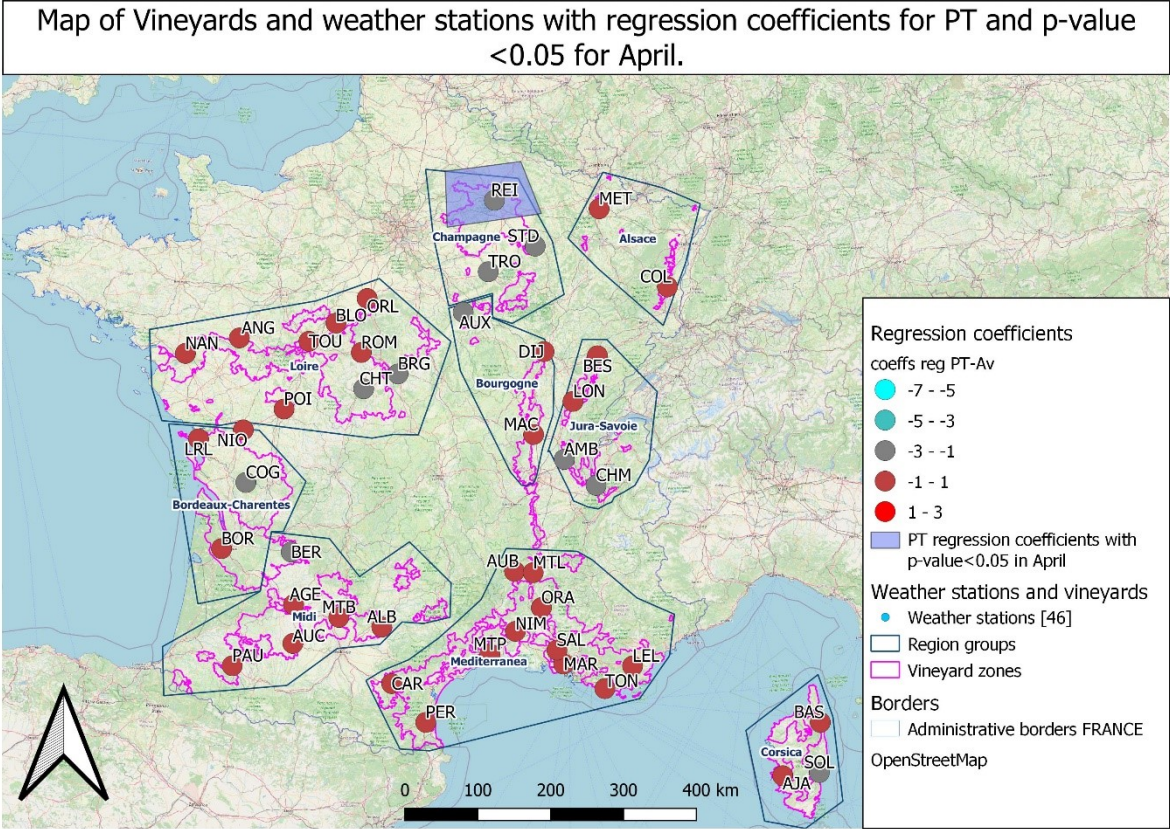 Map of Vineyards and weather stations with regression coefficients for PT and p-value
<0.05 for April.
REI
MET
Champagne
STD
Alsace
TRO
COL
ORL
AUX
BLO
ANG
NAN
TOU
ROM
DIJ
BES
Loire
BRG
CHT
Bourgogne
LON
POI
Jura-Savoie
NIO
MAC
LRL
AMB
COG
CHM
Bordeaux-Charentes
BOR
BER
AUB
MTL
AGE
ORA
MTB
Midi
ALB
NIM
AUC
MTP
SAL
PAU
Mediterranea
MAR
LEL
CAR
TON
PER
BAS
Corsica
SOL
AJA
0 100 200 300 400 km
Regression coefficients
coeffs reg PT-Av
-7 - -5
-5 - -3
-3 - -1
-1 - 1
1 - 3
PT regression coefficients with
p-value<0.05 in April
Weather stations and vineyards
Weather stations [46]
Region groups
Vineyard zones
Borders
Administrative borders FRANCE
OpenStreetMap